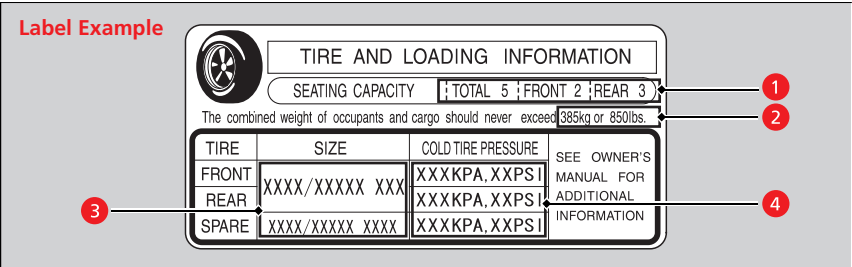 Label Example
TIRE AND LOADING INFORMATION
SEATING CAPACITY TOTAL 5 FRONT 2 REAR 3
1
The combined weight of occupants and cargo should never exceed 385kg or 850lbs.
2
TIRE SIZE COLD TIRE PRESSURE
SEE OWNER'S
MANUAL FOR
ADDITIONAL
INFORMATION
FRONT XXXX/XXXXX XXX XXXKPA,XXPSI
REAR XXXKPA,XXPSI
SPARE XXXX/XXXXX XXXX XXXKPA,XXPSI
3
4